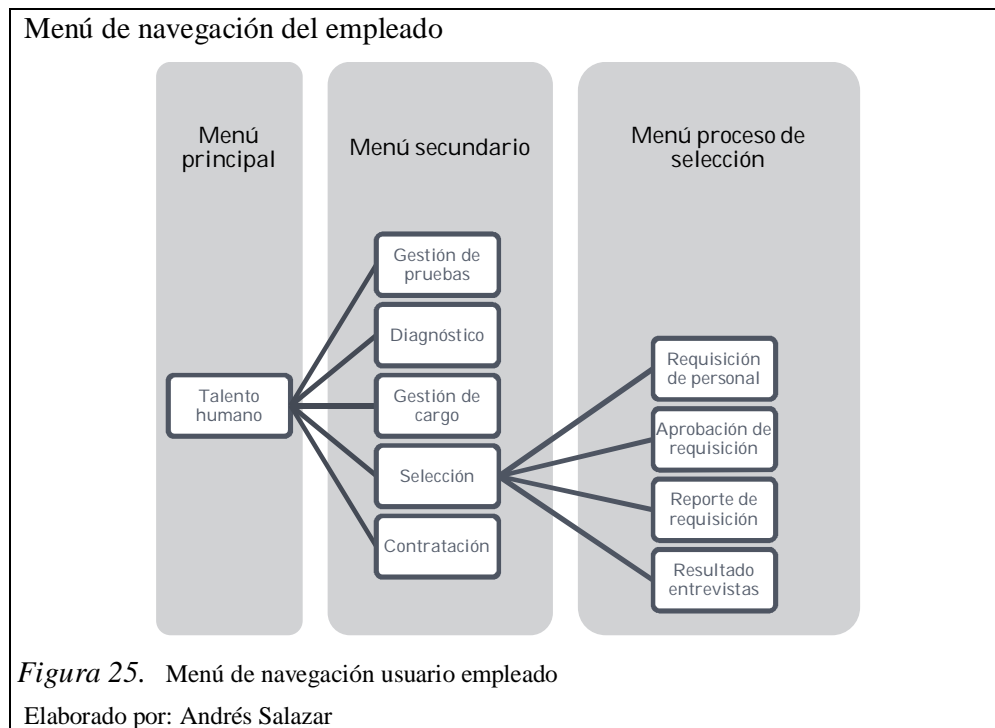 Menú de navegación del empleado
Menú
principal
Menú secundario
Menú proceso de
selección
Talento
humano
Gestión de
pruebas
Diagnóstico
Gestión de
cargo
Selección
Contratación
Requisición
de personal
Aprobación de
requisición
Reporte de
requisición
Resultado
entrevistas
Figura 25. Menú de navegación usuario empleado
Elaborado por: Andrés Salazar